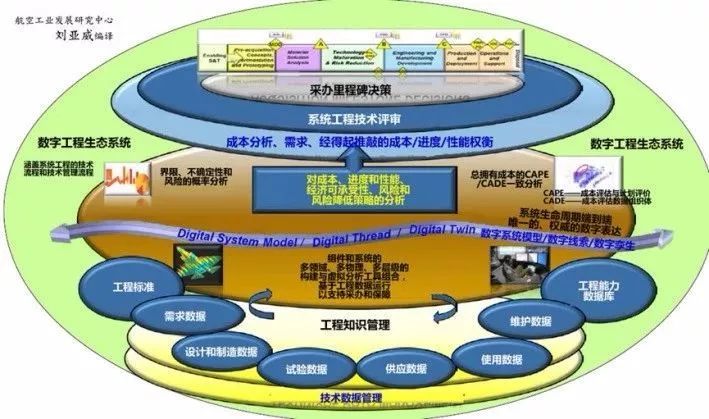 航空工业发展研究中心
刘亚威编译
MDD
A
B
C
Enabling S&T
Pre-acquisition
Concepts,
Experimentation
and Prototyping
Material
Solution
Analysis
Technology
Maturation
& Risk Reduction
Engineering and
Manufacturing
Development
Production
and
Deployment
Operations
and
Support
Disposal
采办里程碑决策
系统工程技术评审
成本分析、需求、经得起推敲的成本/进度/性能权衡
数字工程生态系统
数字工程生态系统
涵盖系统工程的技术
流程和技术管理流程
界限、不确定性和
风险的概率分析
对成本、进度和性能、
经济可承受性、风险和
风险降低策略的分析
总拥有成本的CAPE
/CADE一致分析
CAPE——成本评估与计划评价
CADE——成本评估数据组织体
系统生命周期端到端
唯一的、权威的数字表达
Digital System Model / Digital Thread / Digital Twin 数字系统模型/数字线索/数字孪生
组件和系统的
多领域、多物理、多层级的
构建与虚拟分析工具组合,
基于工程数据运行
以支持采办和保障
工程标准
工程能力
数据库
需求数据
工程知识管理
维护数据
设计和制造数据
试验数据
供应数据
使用数据
技术数据管理